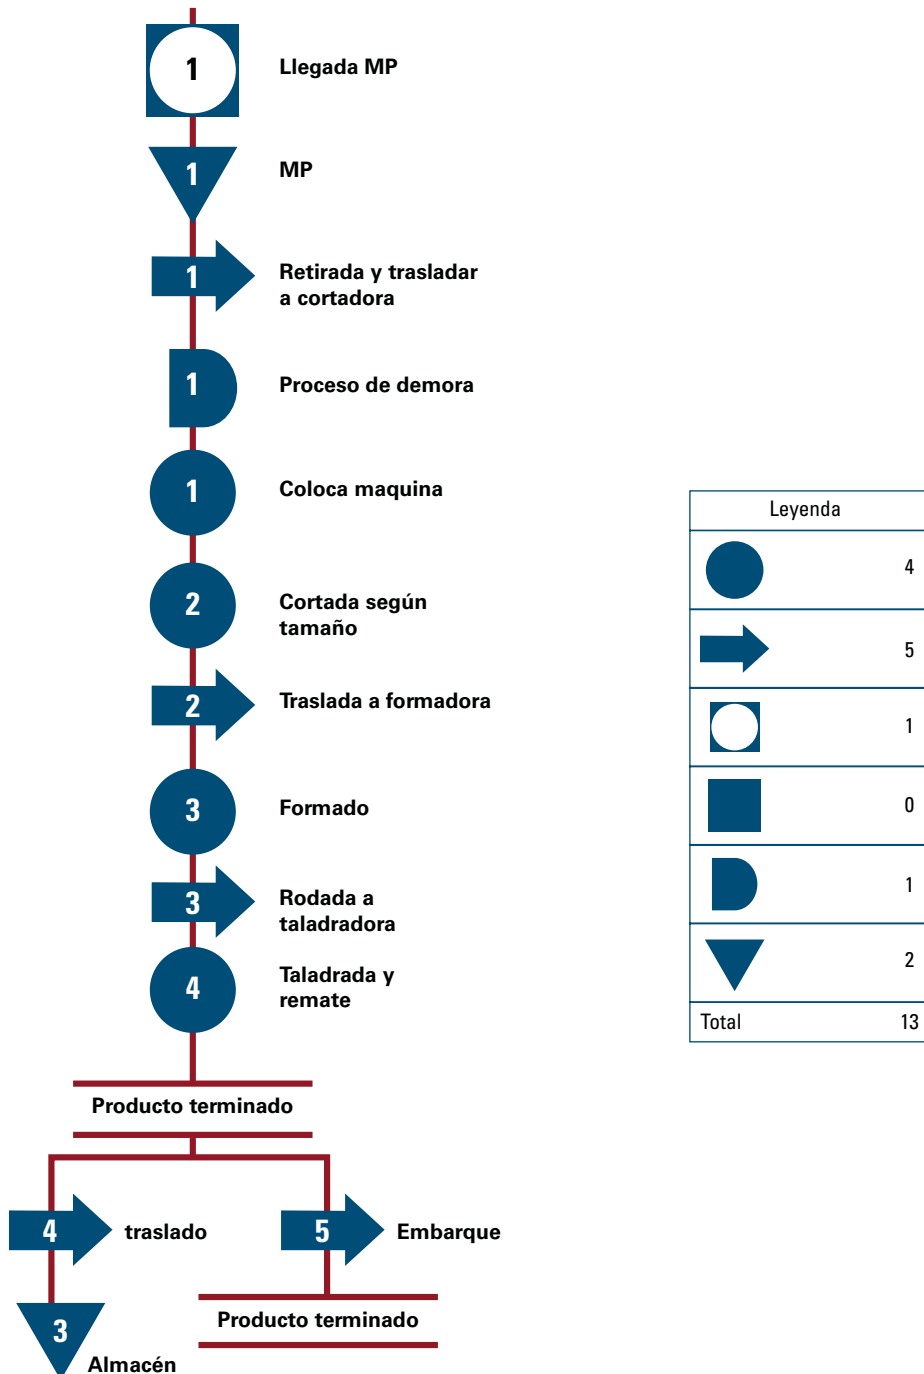 1
Llegada MP
1
MP
1
Retirada y trasladar
a cortadora
1
Proceso de demora
1
Coloca maquina
2
Cortada según
tamaño
2
Traslada a formadora
3
Formado
3
Rodada a
taladradora
4
Taladrada y
remate
Producto terminado
4
traslado
5
Embarque
3
Almacén
Producto terminado
Leyenda
4
5
1
0
1
2
Total 13